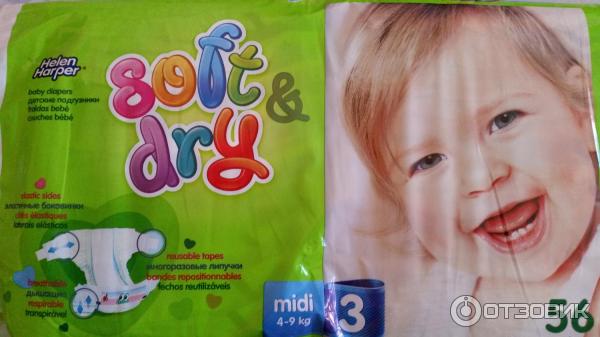 Helen
Harper®
baby diapers
детские подгузники
fraldas bebé
couches bébé
soft &
dry
elastic sides
эластичные боковинки
côtés élastiques
laterais elásticos
reusable tapes
многоразовые липучки
bandes repositionnables
fechos reutilizáveis
breathable
дышащие
respirable
transpirável
midi
4-9 kg
3
56
ОТЗОВИК